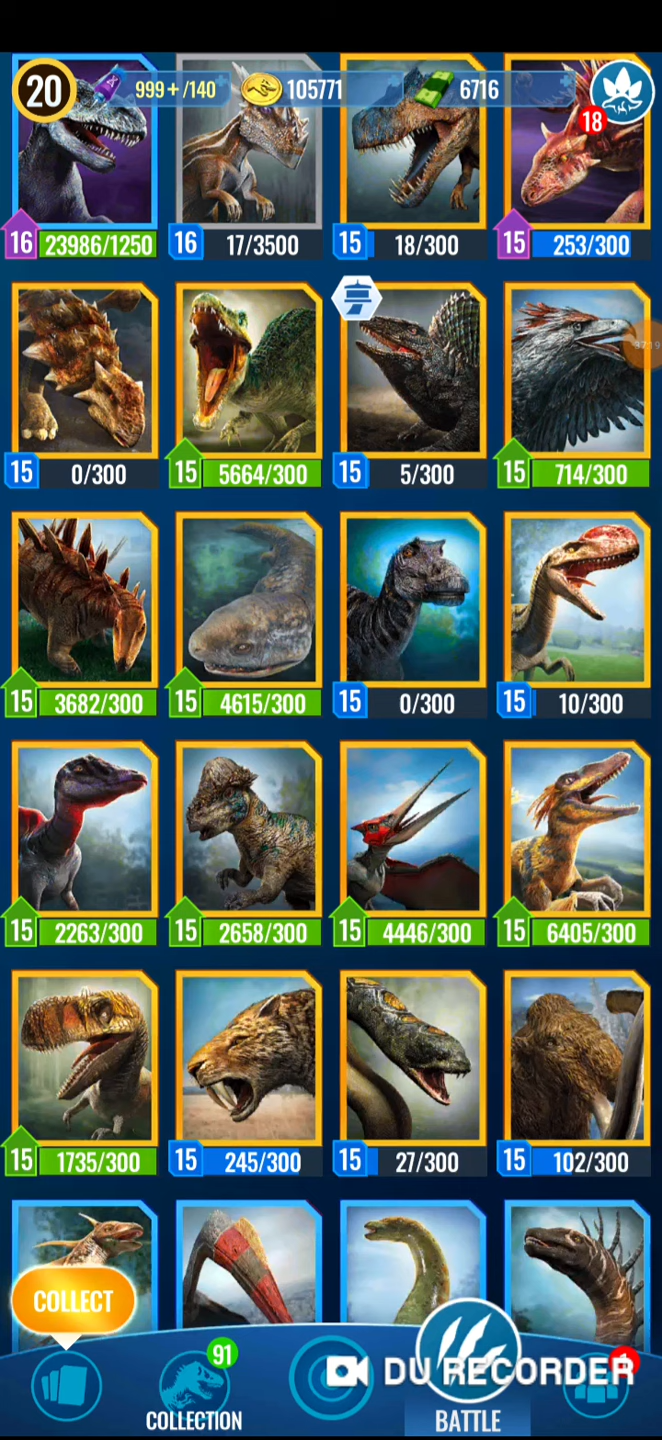 20 999+/140 105771 6716
18
16 23986/1250 16 17/3500 15 18/300 15 253/300
3719
15 0/300 15 5664/300 15 5/300 15 714/300
15 3682/300 15 4615/300 15 0/300 15 10/300
15 2263/300 15 2658/300 15 4446/300 15 6405/300
15 1735/300 15 245/300 15 27/300 15 102/300
COLLECT
91
DU RECORDER
COLLECTION BATTLE